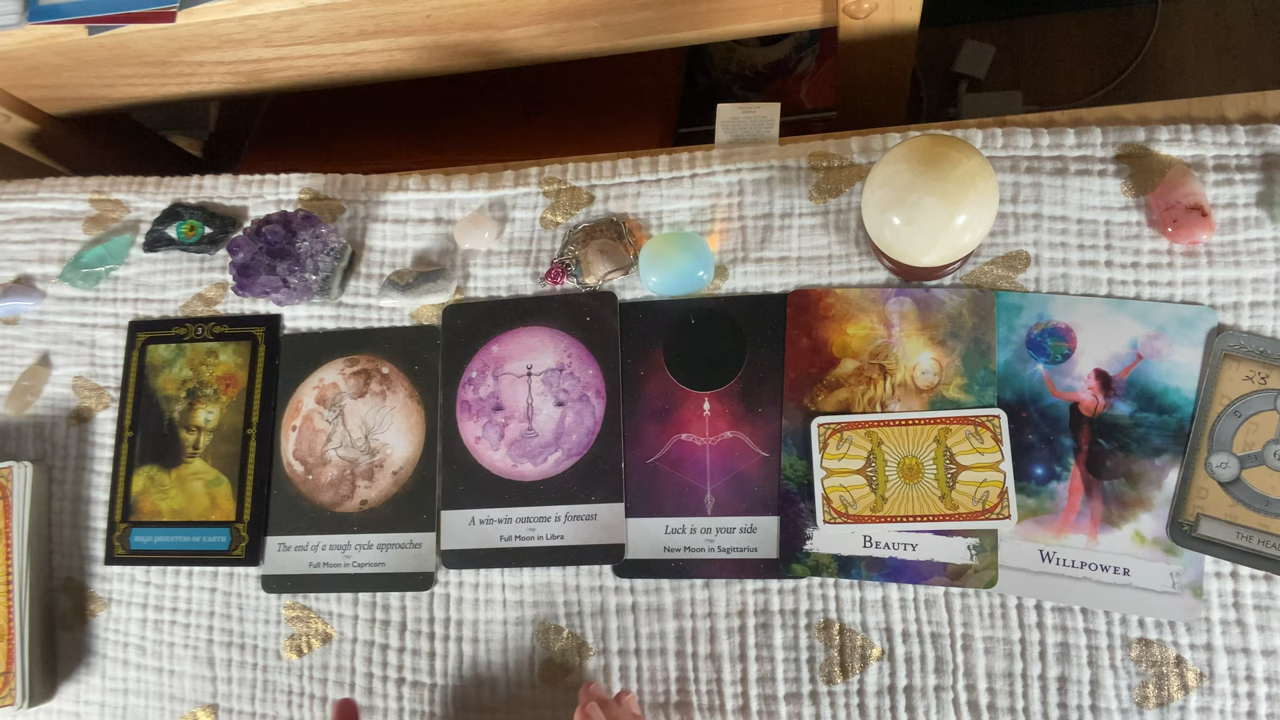 3
HIGH PRIESTESS OF EARTH
The end of a tough cycle approaches
Full Moon in Capricorn
A win-win outcome is forecast
Full Moon in Libra
Luck is on your side
New Moon in Sagittarius
BEAUTY
WILLPOWER
23
THE HEA